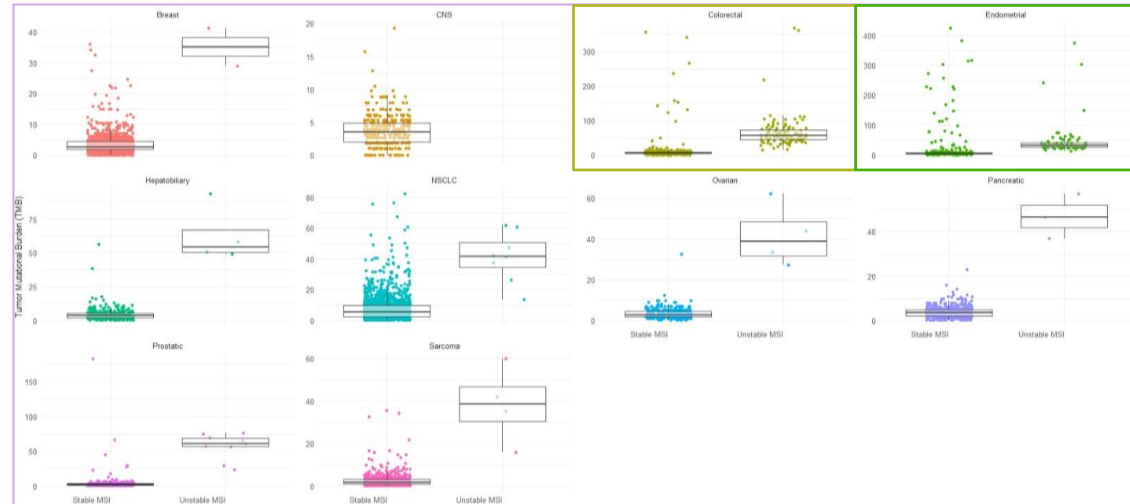 Breast
CNS
Colorectal
Endometrial
40
30
20
10
0
20
15
10
5
0
300
200
100
0
400
300
200
100
0
Hepatobiliary
NSCLC
Ovarian
Pancreatic
Tumor Mutational Burden (TMB)
75
50
25
0
80
60
40
20
0
60
40
20
0
40
20
0
Stable MSI
Unstable MSI
Stable MSI
Unstable MSI
Prostatic
Sarcoma
150
100
50
0
60
40
20
0
Stable MSI
Unstable MSI
Stable MSI
Unstable MSI